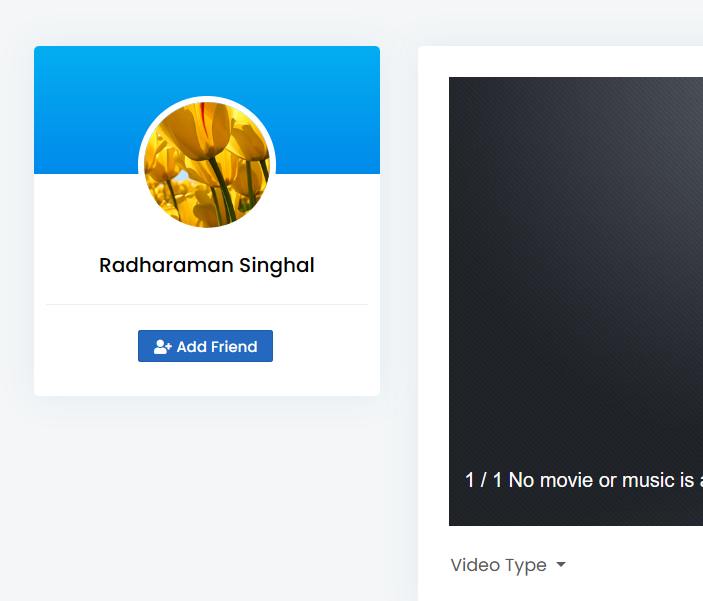 Radharaman Singhal
Add Friend
1 / 1 No movie or music is
Video Type